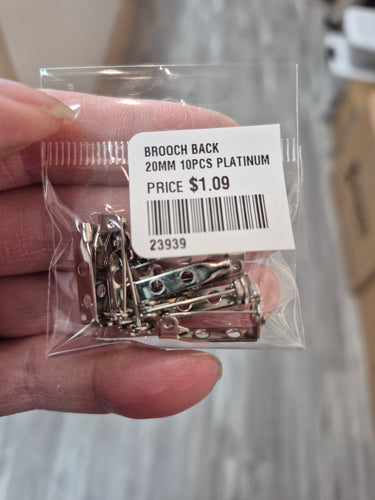 BROOCH BACK
20MM 10PCS PLATINUM
PRICE $1.09
23939